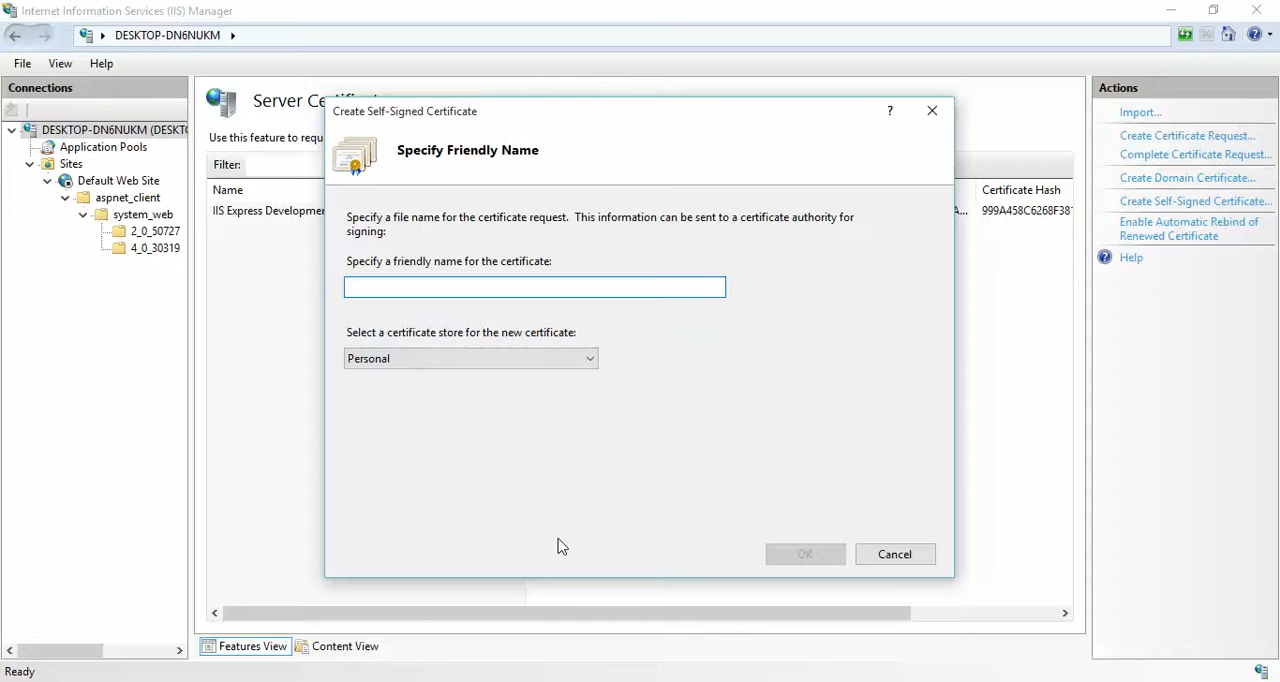 Internet Information Services (IIS) Manager
DESKTOP-DN6NUKM
File View Help
Connections
DESKTOP-DN6NUKM (DESKTO
Application Pools
Sites
Default Web Site
aspnet_client
system_web
2_0_50727
4_0_30319
Server Ce
Use this feature to requ
Filter:
Name
IIS Express Developmen
Certificate Hash
A...
999A458C6268F381
Create Self-Signed Certificate
?
Specify Friendly Name
Specify a file name for the certificate request. This information can be sent to a certificate authority for
signing:
Specify a friendly name for the certificate:
Select a certificate store for the new certificate:
Personal
OK Cancel
Actions
Import...
Create Certificate Request...
Complete Certificate Request...
Create Domain Certificate...
Create Self-Signed Certificate...
Enable Automatic Rebind of
Renewed Certificate
Help
Features View Content View
Ready